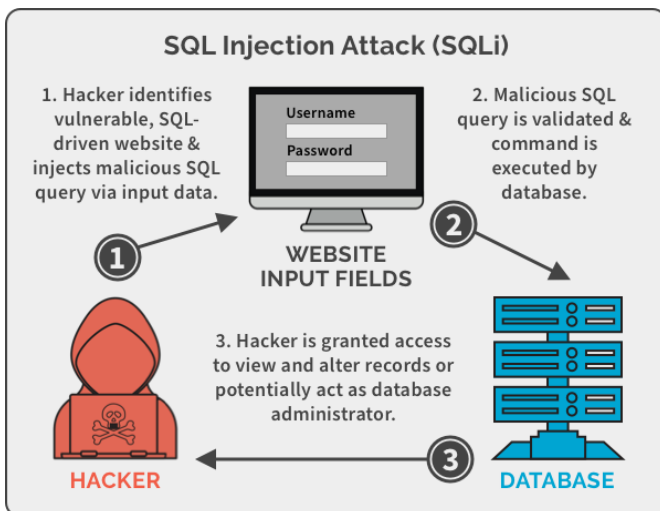 SQL Injection Attack (SQLi)
1. Hacker identifies
vulnerable, SQL-
driven website &
injects malicious SQL
query via input data.
Username
Password
2. Malicious SQL
query is validated &
command is
executed by
database.
1
WEBSITE
INPUT FIELDS
2
3. Hacker is granted access
to view and alter records or
potentially act as database
administrator.
3
HACKER
DATABASE